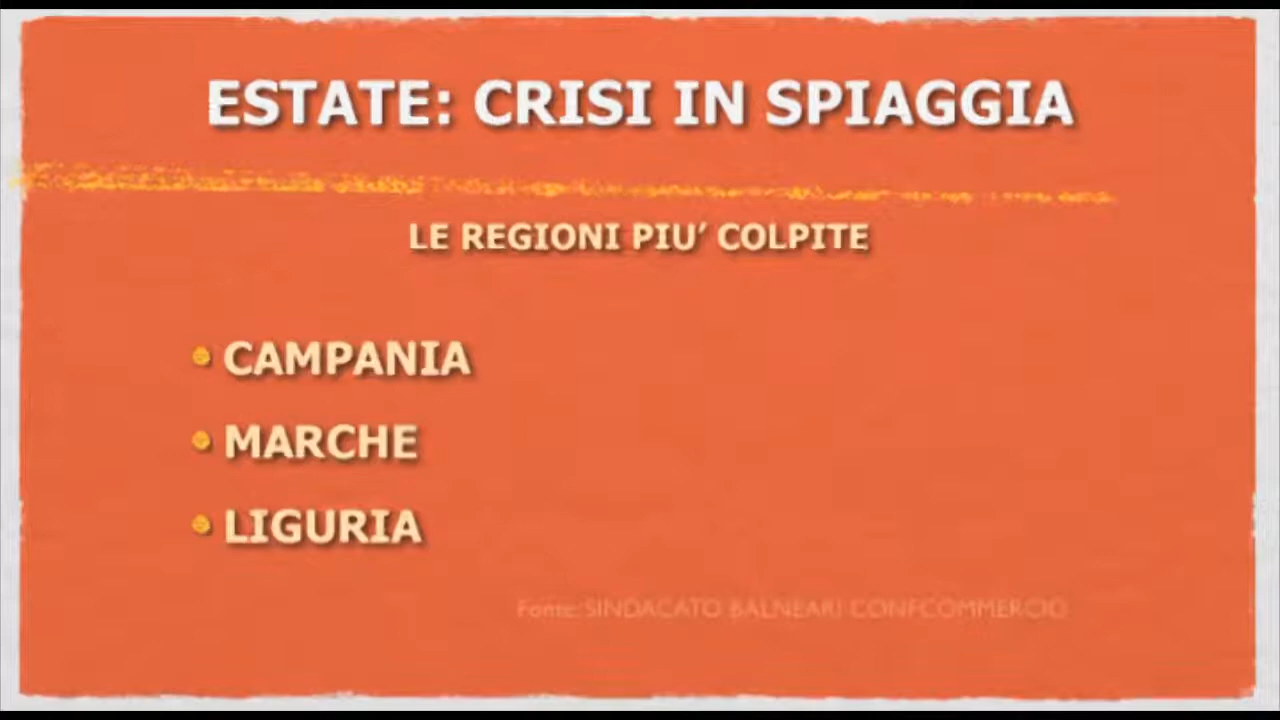 ESTATE: CRISI IN SPIAGGIA
LE REGIONI PIU' COLPITE
• CAMPANIA
• MARCHE
• LIGURIA
Fonte: SINDACATO BALNEARI CONFCOMMERCIO